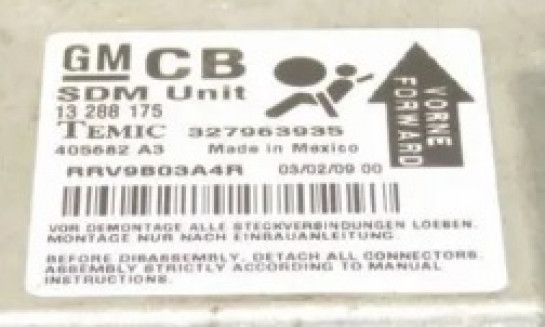 GM CB
SDM Unit
13 288 175
TEMIC 327963935
405682 A3 Made in Mexico
RRV9B03A4R 03/02/09 00
VORNE
FORWARD
VOR DEMONTAGE ALLE STECKVERBINDUNGEN LOESEN.
MONTAGE NUR NACH EINBAUANLEITUNG
BEFORE DISASSEMBLY, DETACH ALL CONNECTORS.
ASSEMBLY STRICTLY ACCORDING TO MANUAL
INSTRUCTIONS.